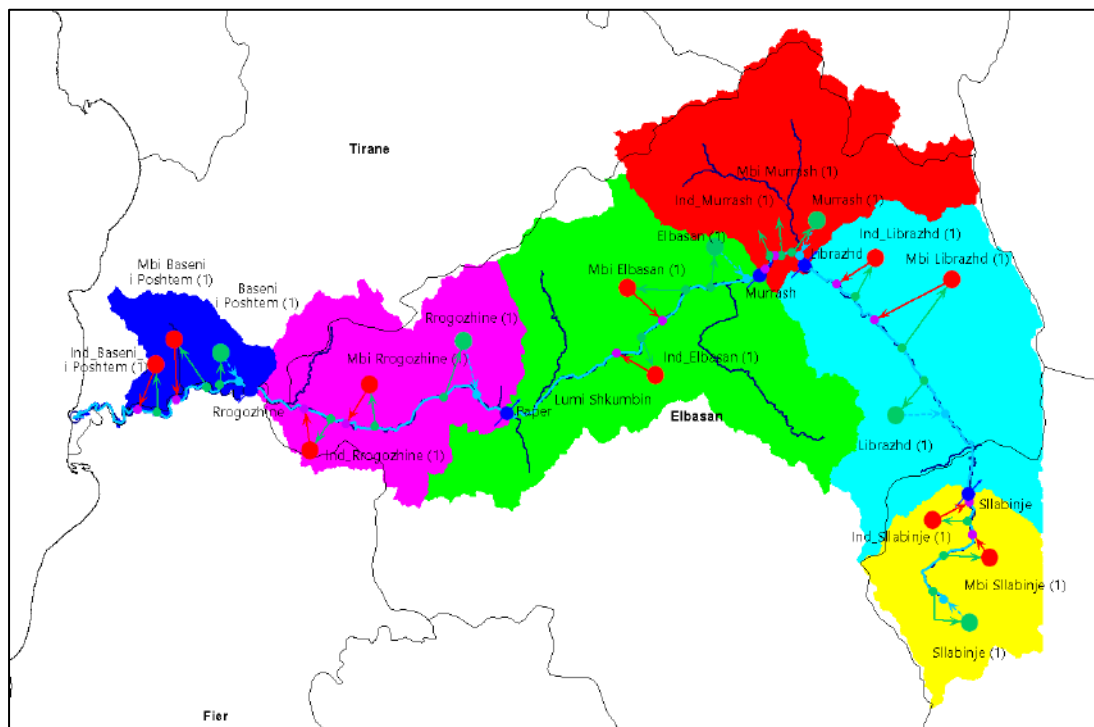 Tirane
Mbi Murrash (1)
Ind_Murrash (1)
Murrash (1)
Elbasan (1)
Ind_Librazhd (1)
Librazhd
Mbi Librazhd (1)
Mbi Baseni
i Poshtem (1)
Baseni
i Poshtem (1)
Mbi Elbasan (1)
Murrash
Rrogozhine (1)
Ind_Baseni
i Poshtem (1)
Mbi Rrogozhine
Ind_Elbasan (1)
Rrogozhine
Paper
Lumi Shkumbin
Elbasan
Librazhd (1)
Ind_Rrogozhine (1)
Sllabinje
Ind_Sllabinje (1)
Mbi Sllabinje (1)
Sllabinje (1)
Fier